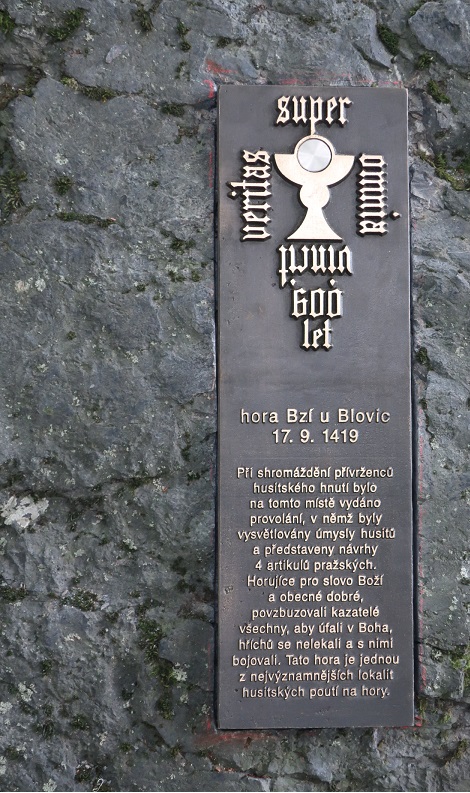 super
veritas
omnia
vincit
600
let
hora Bzí u Blovic
17. 9. 1419
Při shromáždění přívrženců
husitského hnutí bylo
na tomto místě vydáno
provolání, v němž byly
vysvětlovány úmysly husitů
a představeny návrhy
4 artikulů pražských.
Horujíce pro slovo Boží
a obecné dobré,
povzbuzovali kazatelé
všechny, aby úfali v Boha,
hříchů se nelekali a s nimi
bojovali. Tato hora je jednou
z nejvýznamnějších lokalit
husitských poutí na hory.